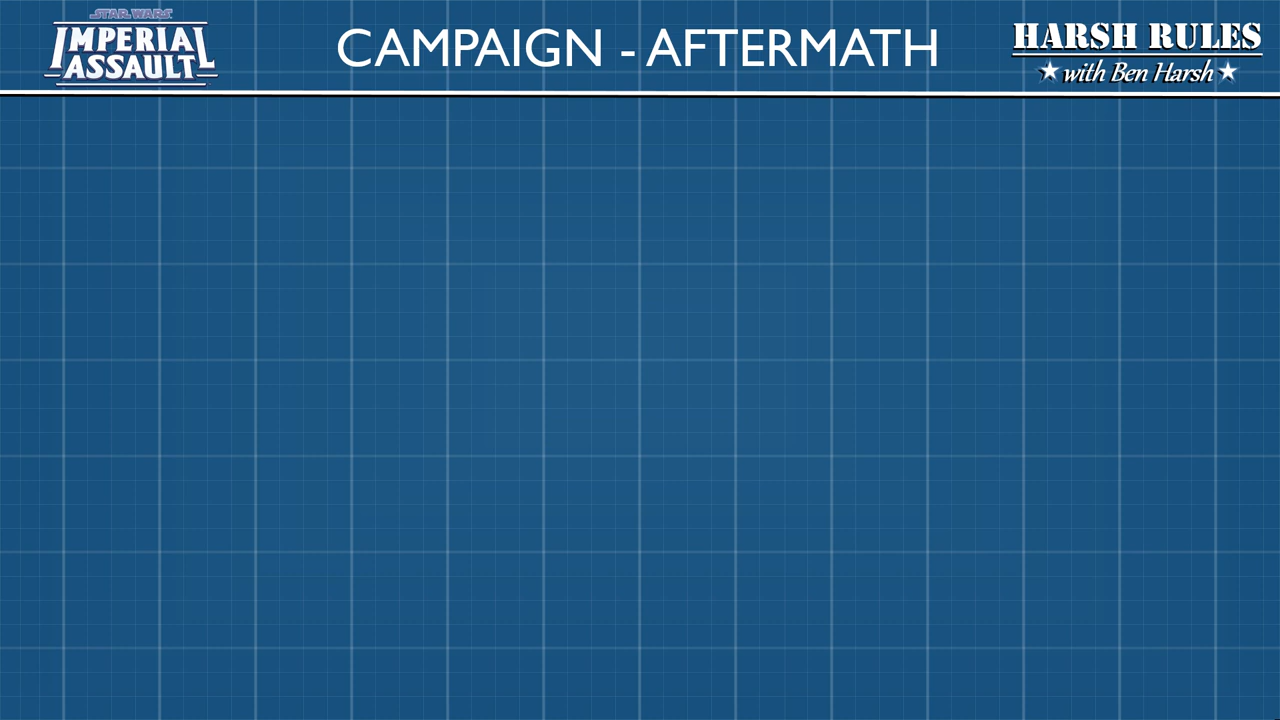 STAR WARS
IMPERIAL
ASSAULT
CAMPAIGN - AFTERMATH
HARSH RULES
with Ben Harsh